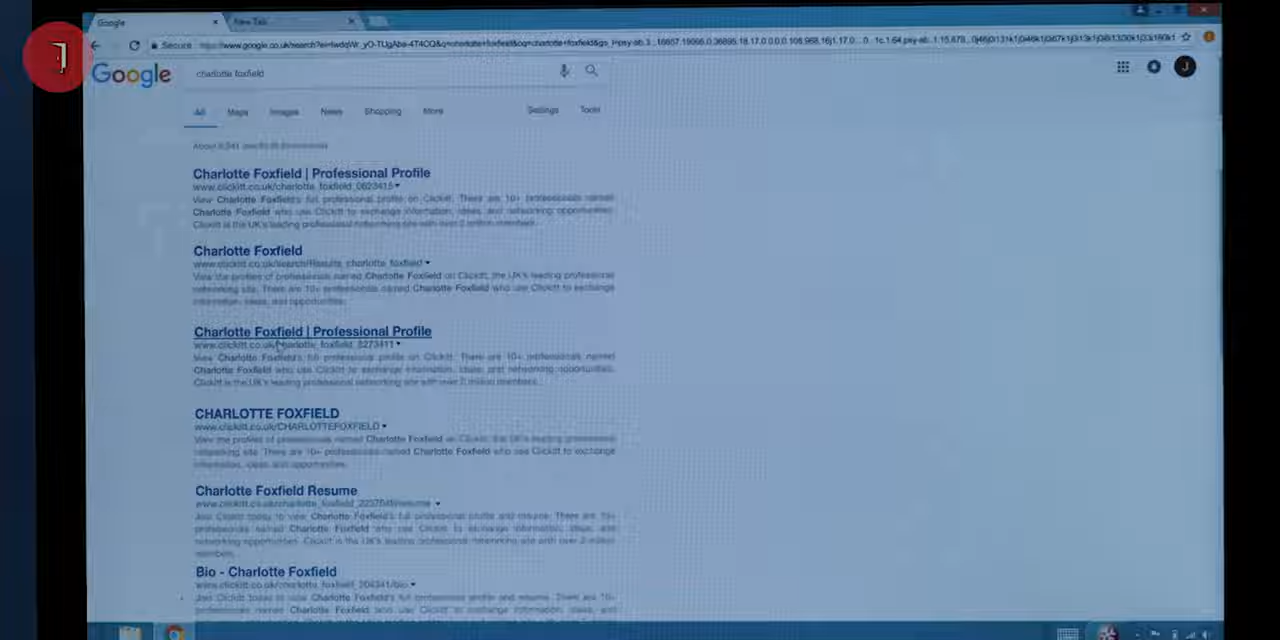 Google
New Tab
Secure
Google
charlotte foxfield
J
All Maps Images News Shopping More Settings Tools
Charlotte Foxfield | Professional Profile
www.clickitt.co.uk/charlotte_foxfield_0623415
View Charlotte Foxfield's full professional profile on Clickitt. There are 10+ professionals named
Charlotte Foxfield who use Clickitt to exchange information, ideas, and networking opportunities.
Clickitt is the UK's leading professional networking site with over 2 million members.
Charlotte Foxfield
www.clickitt.co.uk/search/Results_charlotte_foxfield
View the profiles of professionals named Charlotte Foxfield on Clickitt, the UK's leading professional
networking site. There are 10+ professionals named Charlotte Foxfield who use Clickitt to exchange
information, ideas, and opportunities.
Charlotte Foxfield | Professional Profile
www.clickitt.co.uk/charlotte_foxfield_8273411
View Charlotte Foxfield's full professional profile on Clickitt. There are 10+ professionals named
Charlotte Foxfield who use Clickitt to exchange information, ideas, and networking opportunities.
Clickitt is the UK's leading professional networking site with over 2 million members.
CHARLOTTE FOXFIELD
www.clickitt.co.uk/CHARLOTTEFOXFIELD
View the profiles of professionals named Charlotte Foxfield on Clickitt, the UK's leading professional
networking site. There are 10+ professionals named Charlotte Foxfield who use Clickitt to exchange
information, ideas, and opportunities.
Charlotte Foxfield Resume
Join Clickitt today to view Charlotte Foxfield's full professional profile and resume. There are 10+
professionals named Charlotte Foxfield who use Clickitt to exchange information, ideas, and
networking opportunities. Clickitt is the UK's leading professional networking site with over 2 million
members.
Bio - Charlotte Foxfield
www.clickitt.co.uk/charlotte_foxfield_204341/bio
Join Clickitt today to view Charlotte Foxfield's full professional profile and resume. There are 10+
professionals named Charlotte Foxfield who use Clickitt to exchange information, ideas, and